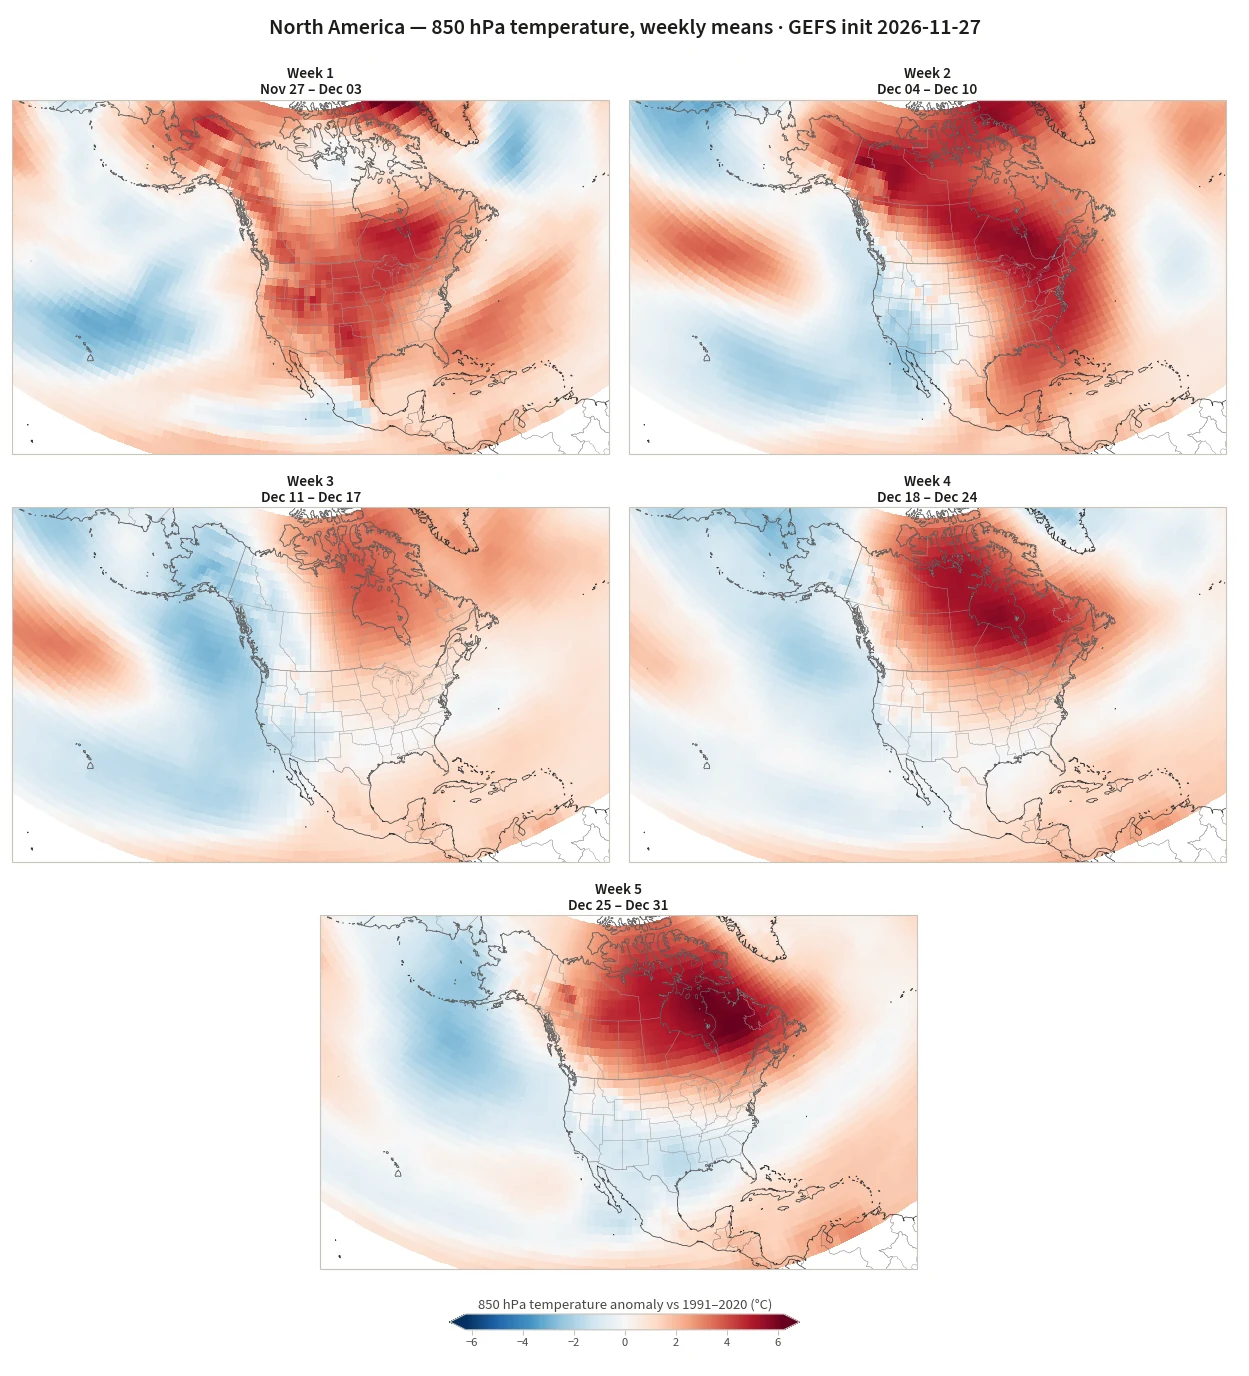 North America — 850 hPa temperature, weekly means · GEFS init 2026-11-27
Week 1
Nov 27 – Dec 03
Week 2
Dec 04 – Dec 10
Week 3
Dec 11 – Dec 17
Week 4
Dec 18 – Dec 24
Week 5
Dec 25 – Dec 31
850 hPa temperature anomaly vs 1991–2020 (°C)
−6 −4 −2 0 2 4 6